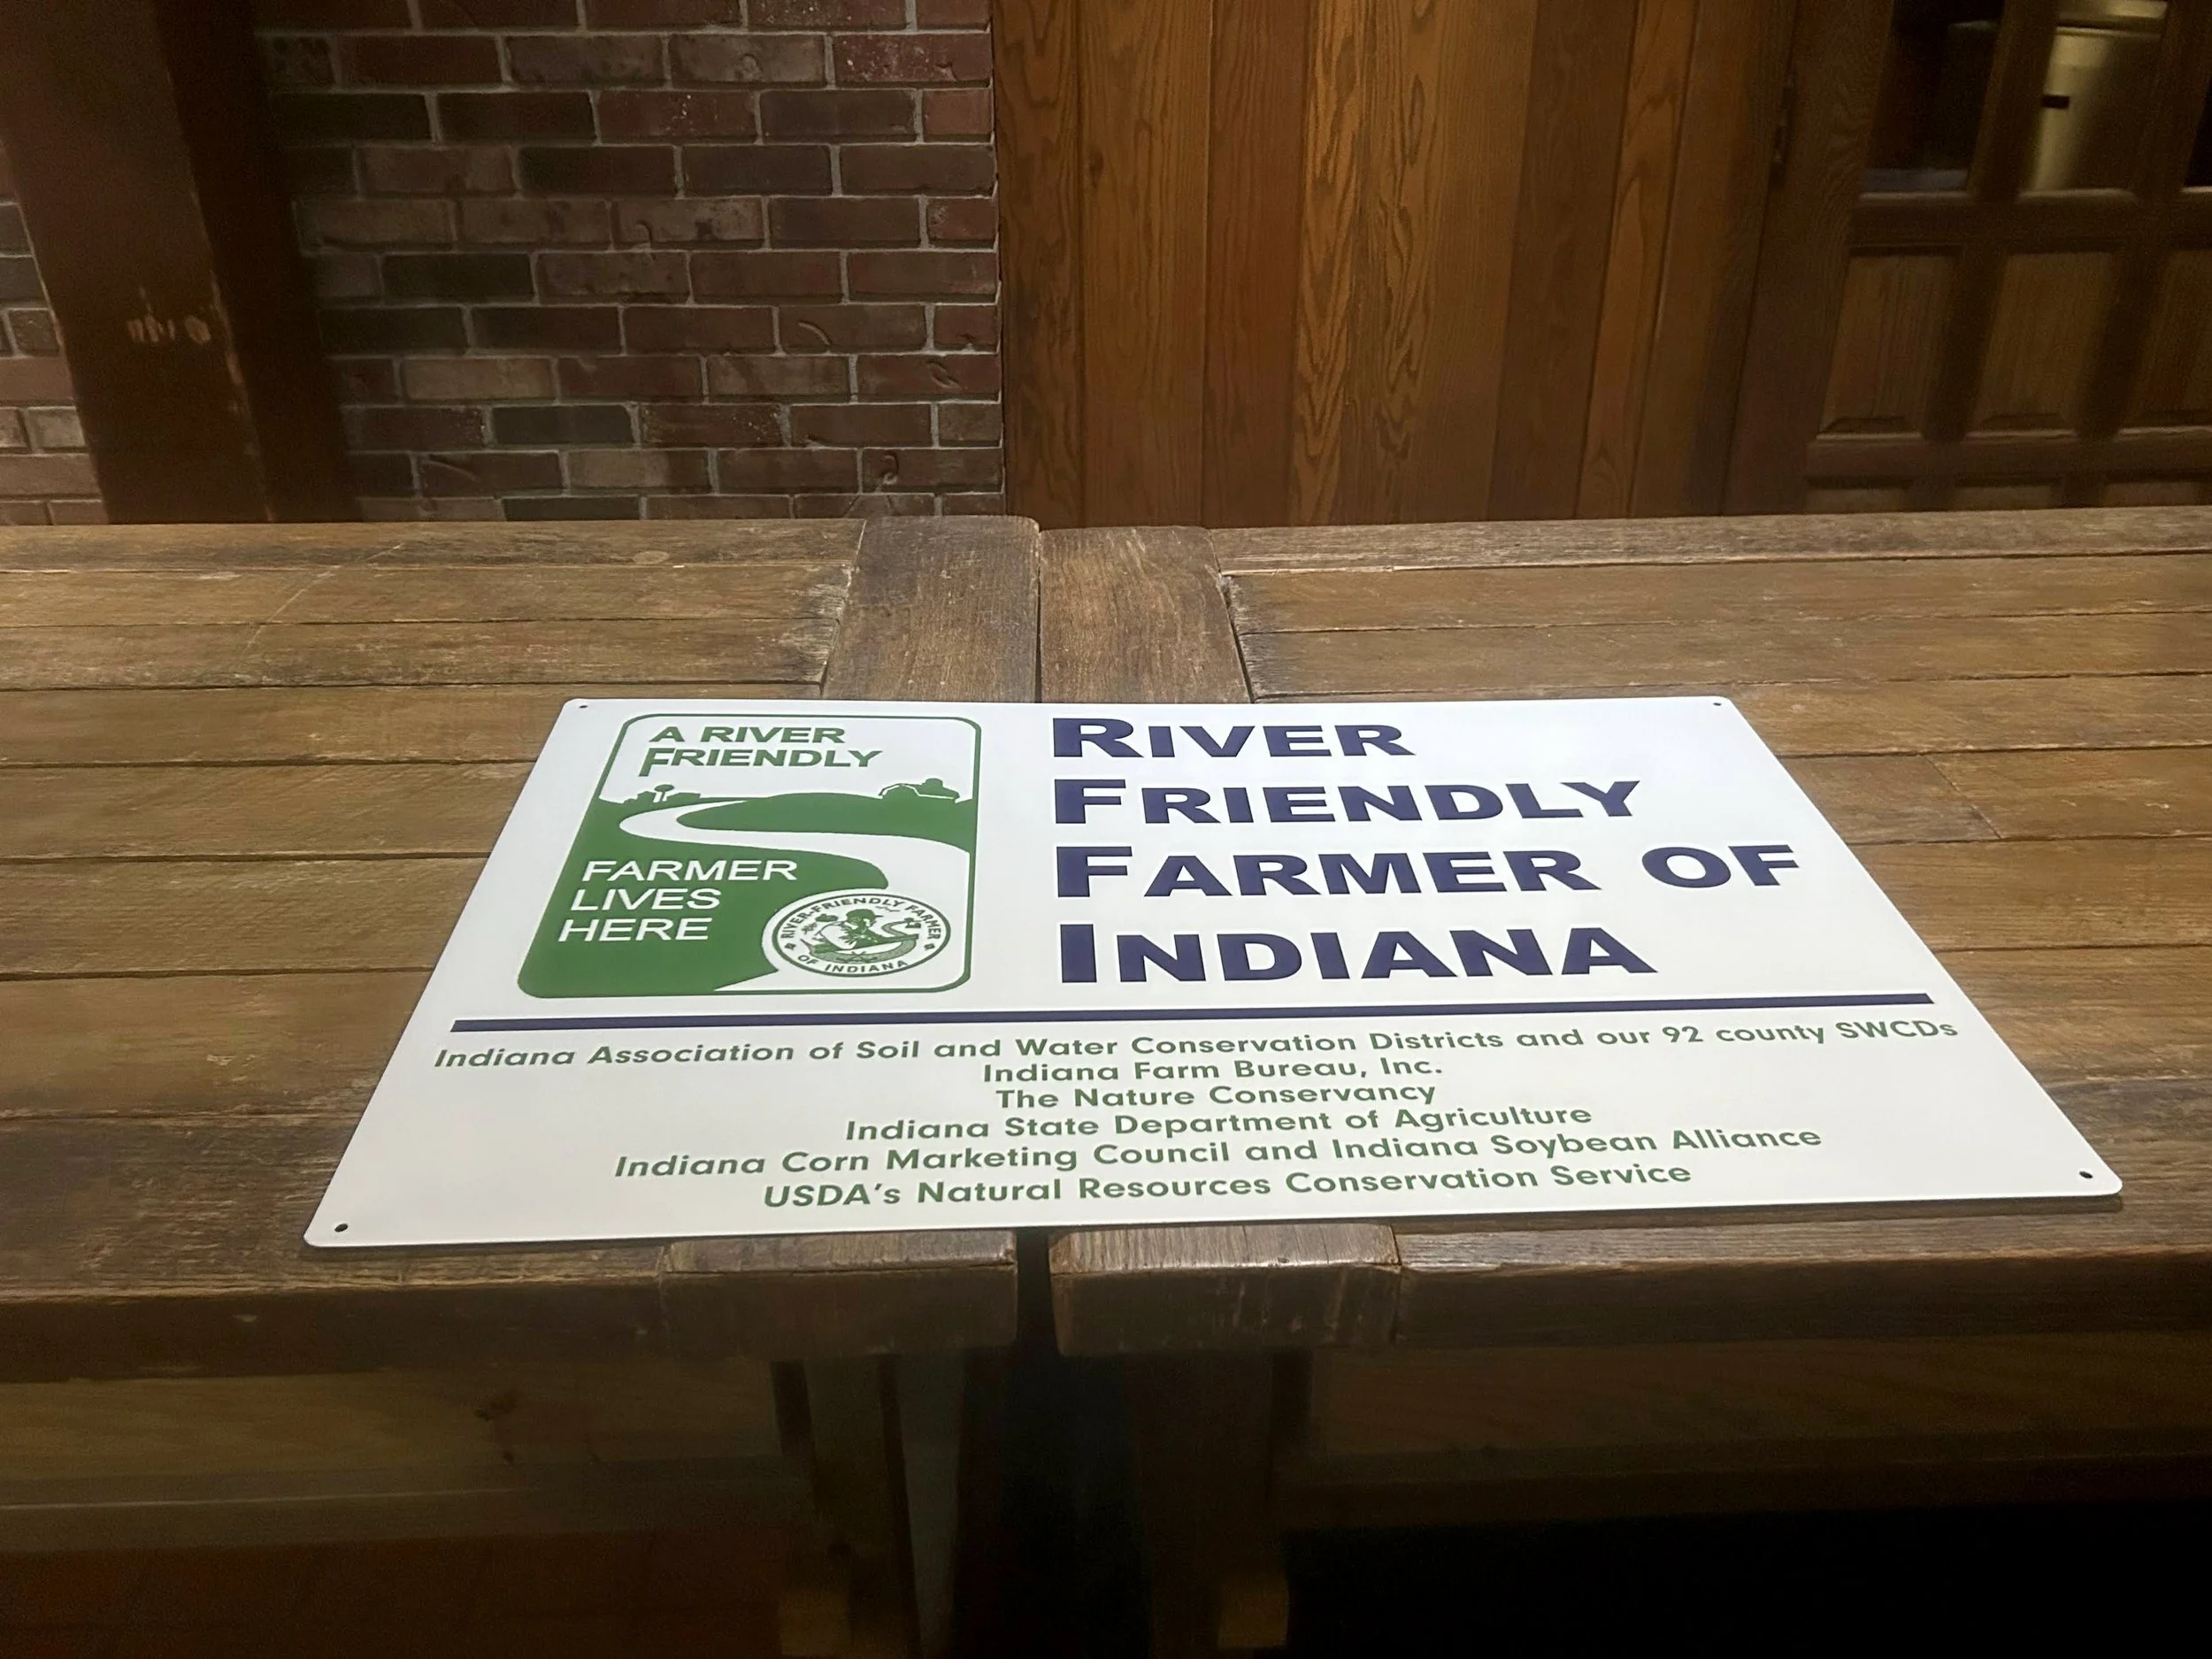 A RIVER
FRIENDLY
FARMER
LIVES
HERE
RIVER-FRIENDLY FARMER
OF INDIANA
RIVER
FRIENDLY
FARMER OF
INDIANA
Indiana Association of Soil and Water Conservation Districts and our 92 county SWCDs
Indiana Farm Bureau, Inc.
The Nature Conservancy
Indiana State Department of Agriculture
Indiana Corn Marketing Council and Indiana Soybean Alliance
USDA's Natural Resources Conservation Service